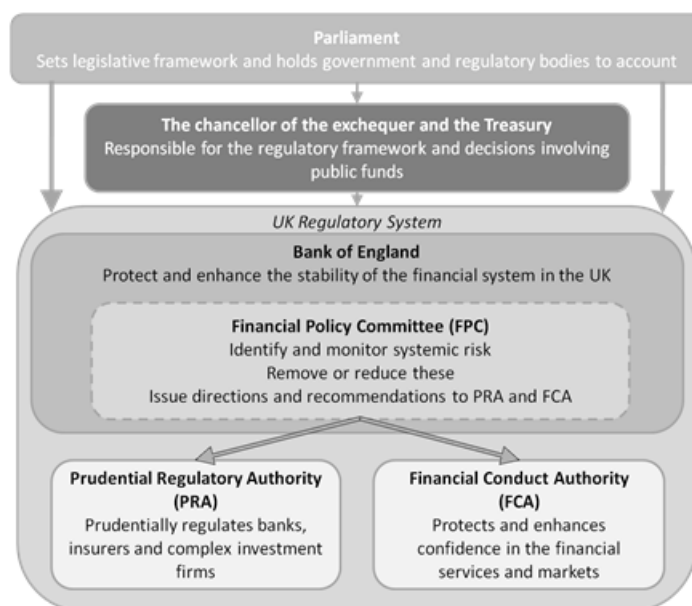 Parliament
Sets legislative framework and holds government and regulatory bodies to account
The chancellor of the exchequer and the Treasury
Responsible for the regulatory framework and decisions involving
public funds
UK Regulatory System
Bank of England
Protect and enhance the stability of the financial system in the UK
Financial Policy Committee (FPC)
Identify and monitor systemic risk
Remove or reduce these
Issue directions and recommendations to PRA and FCA
Prudential Regulatory Authority
(PRA)
Prudentially regulates banks,
insurers and complex investment
firms
Financial Conduct Authority
(FCA)
Protects and enhances
confidence in the financial
services and markets